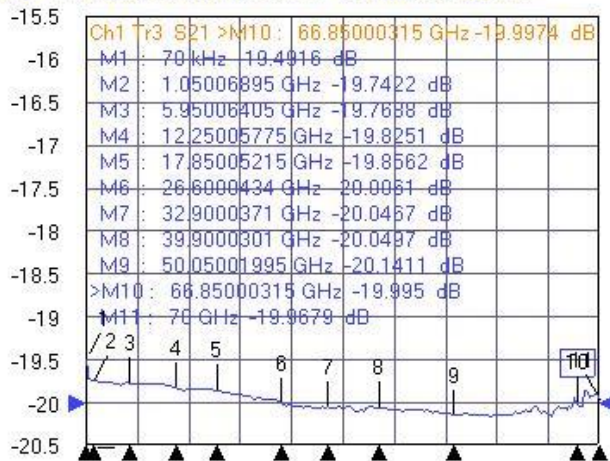 -15.5
Ch1 Tr3 S21 >M10 : 66.85000315 GHz -19.9974 dB
-16
M1 : 70 kHz -19.4916 dB
M2 : 1.05006895 GHz -19.7422 dB
-16.5
M3 : 5.95006405 GHz -19.7688 dB
M4 : 12.25005775 GHz -19.8251 dB
-17
M5 : 17.85005215 GHz -19.8562 dB
-17.5
M6 : 26.6000434 GHz -20.0061 dB
M7 : 32.9000371 GHz -20.0467 dB
-18
M8 : 39.9000301 GHz -20.0497 dB
M9 : 50.05001995 GHz -20.1411 dB
-18.5
>M10 : 66.85000315 GHz -19.995 dB
-19
M11 : 70 GHz -19.9679 dB
1 2 3 4 5 6 7 8 9
-19.5
-20
-20.5